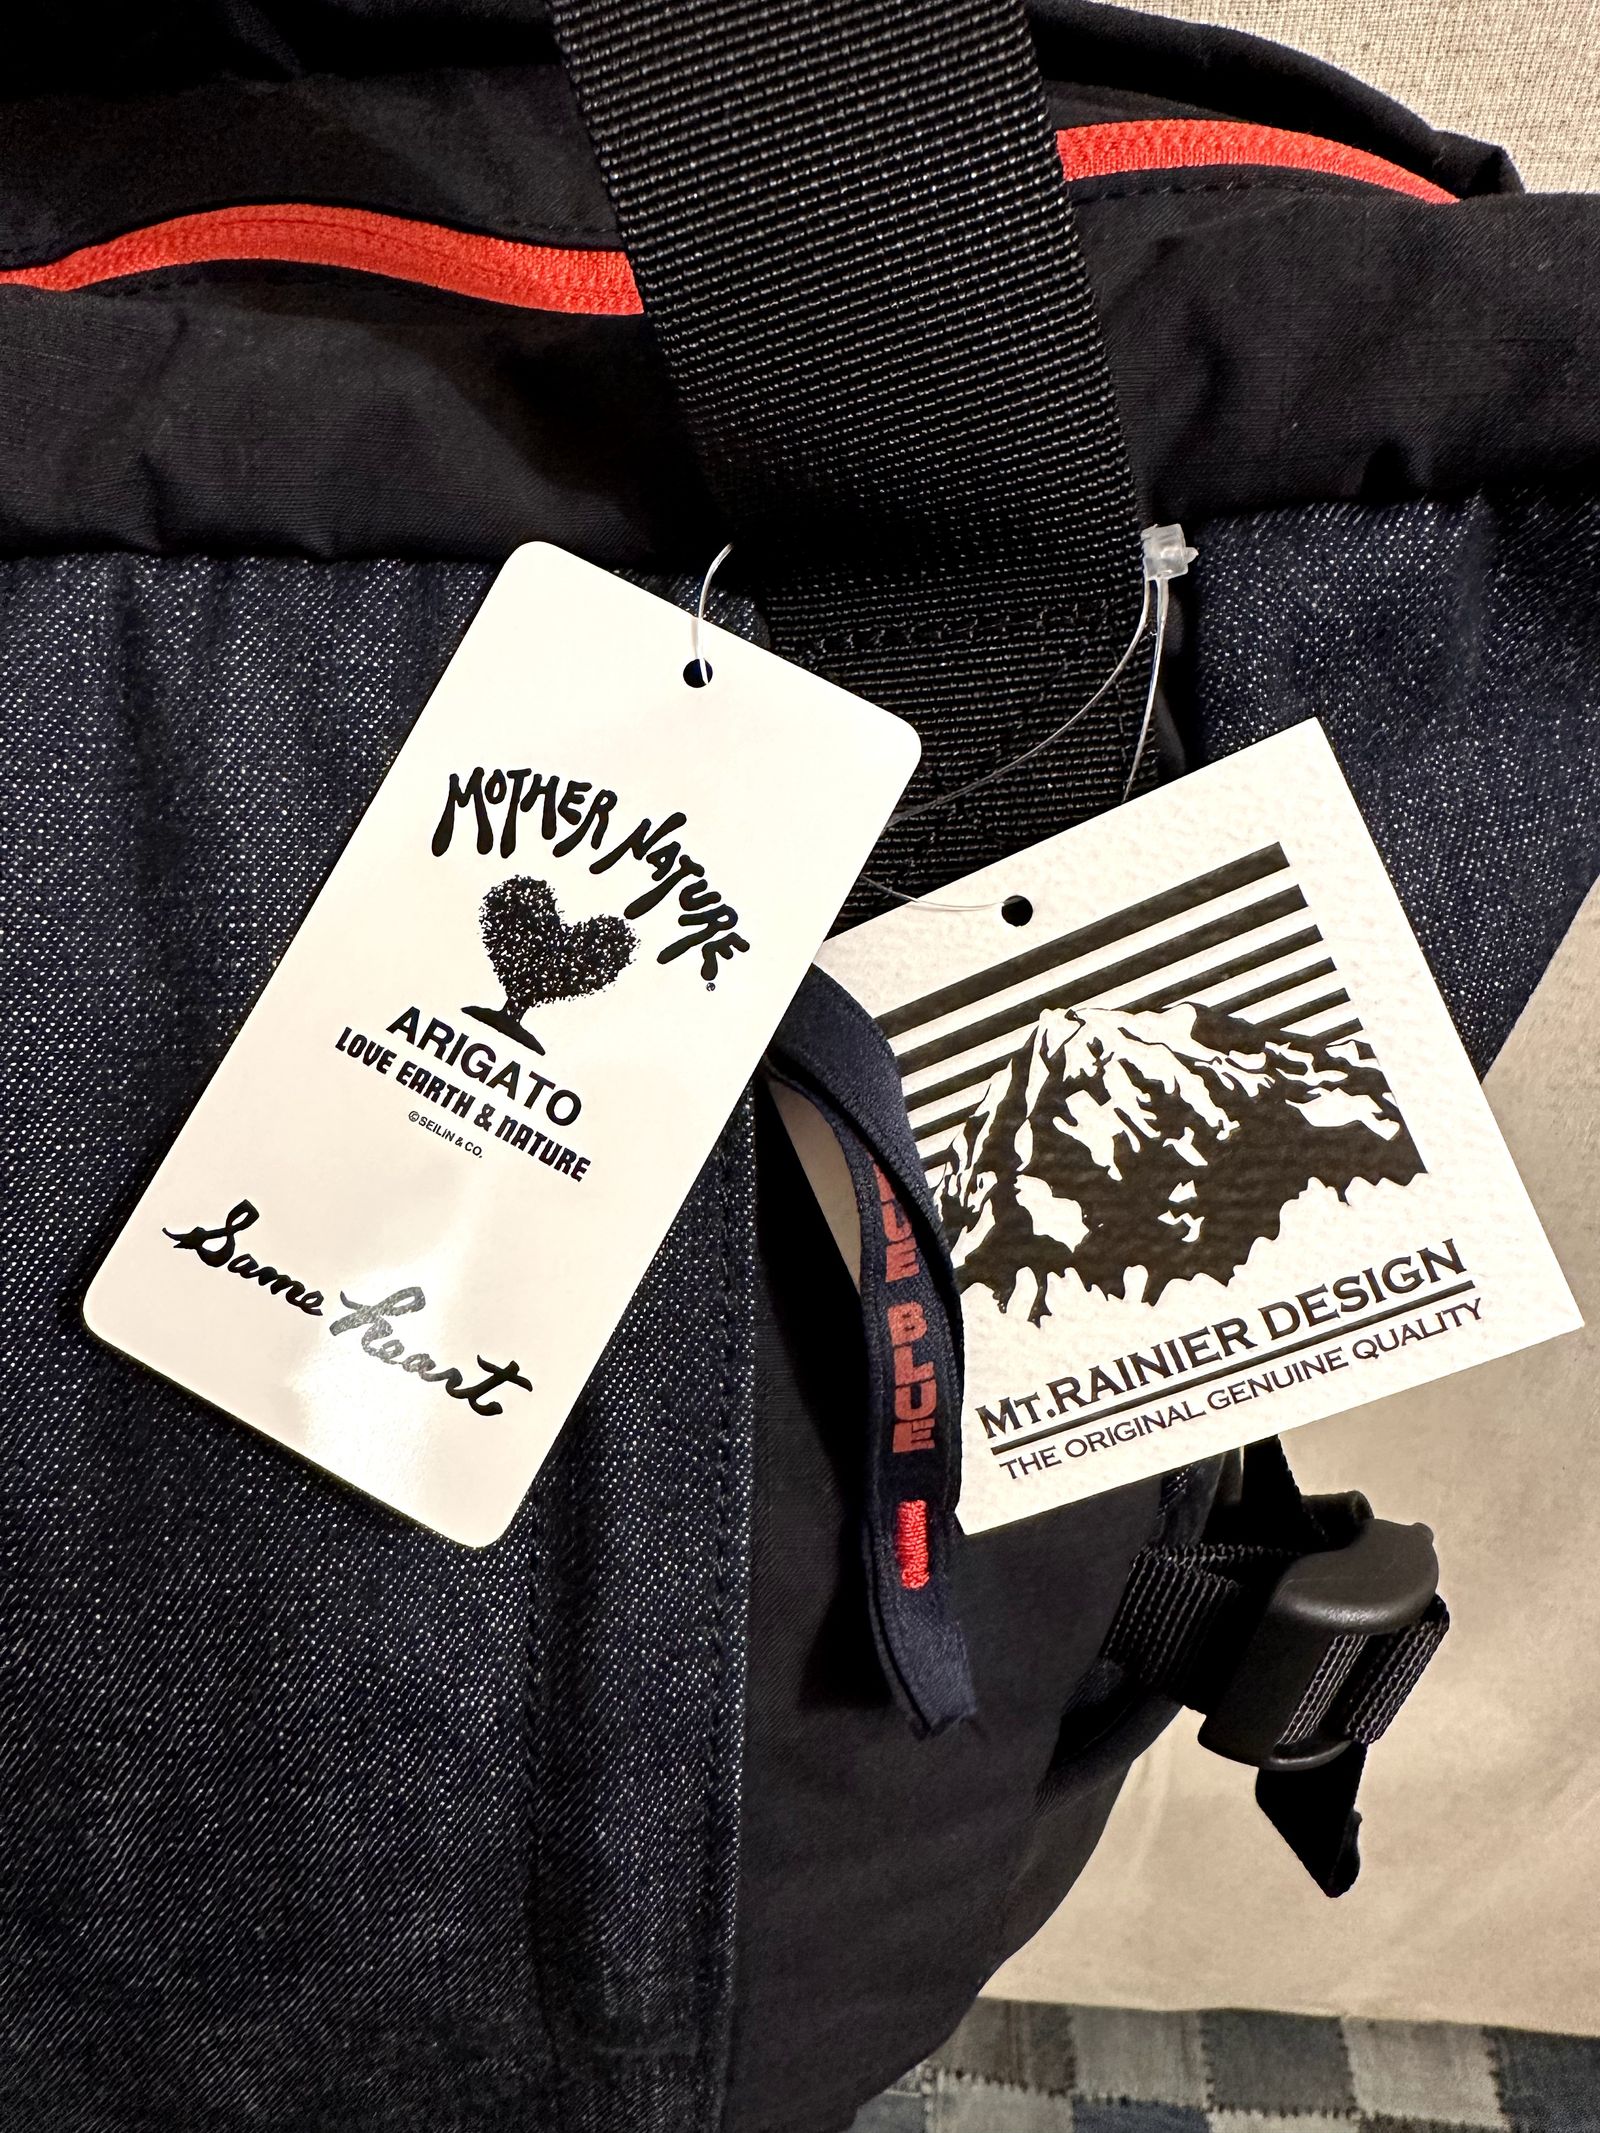 MOTHER NATURE
ARIGATO
LOVE EARTH & NATURE
©SEILIN & CO.
Same heart
BLUE
MT.RAINIER DESIGN
THE ORIGINAL GENUINE QUALITY